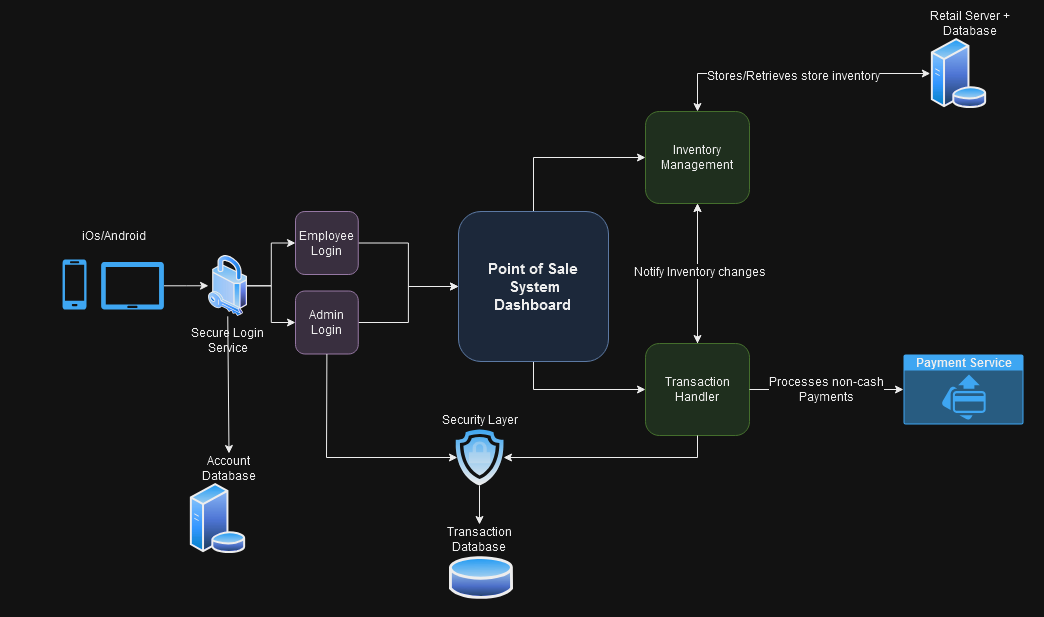 Retail Server +
Database
Stores/Retrieves store inventory
Inventory
Management
iOs/Android
Employee
Login
Point of Sale
System
Dashboard
Notify Inventory changes
Admin
Login
Secure Login
Service
Payment Service
Transaction
Handler
Processes non-cash
Payments
Security Layer
Account
Database
Transaction
Database